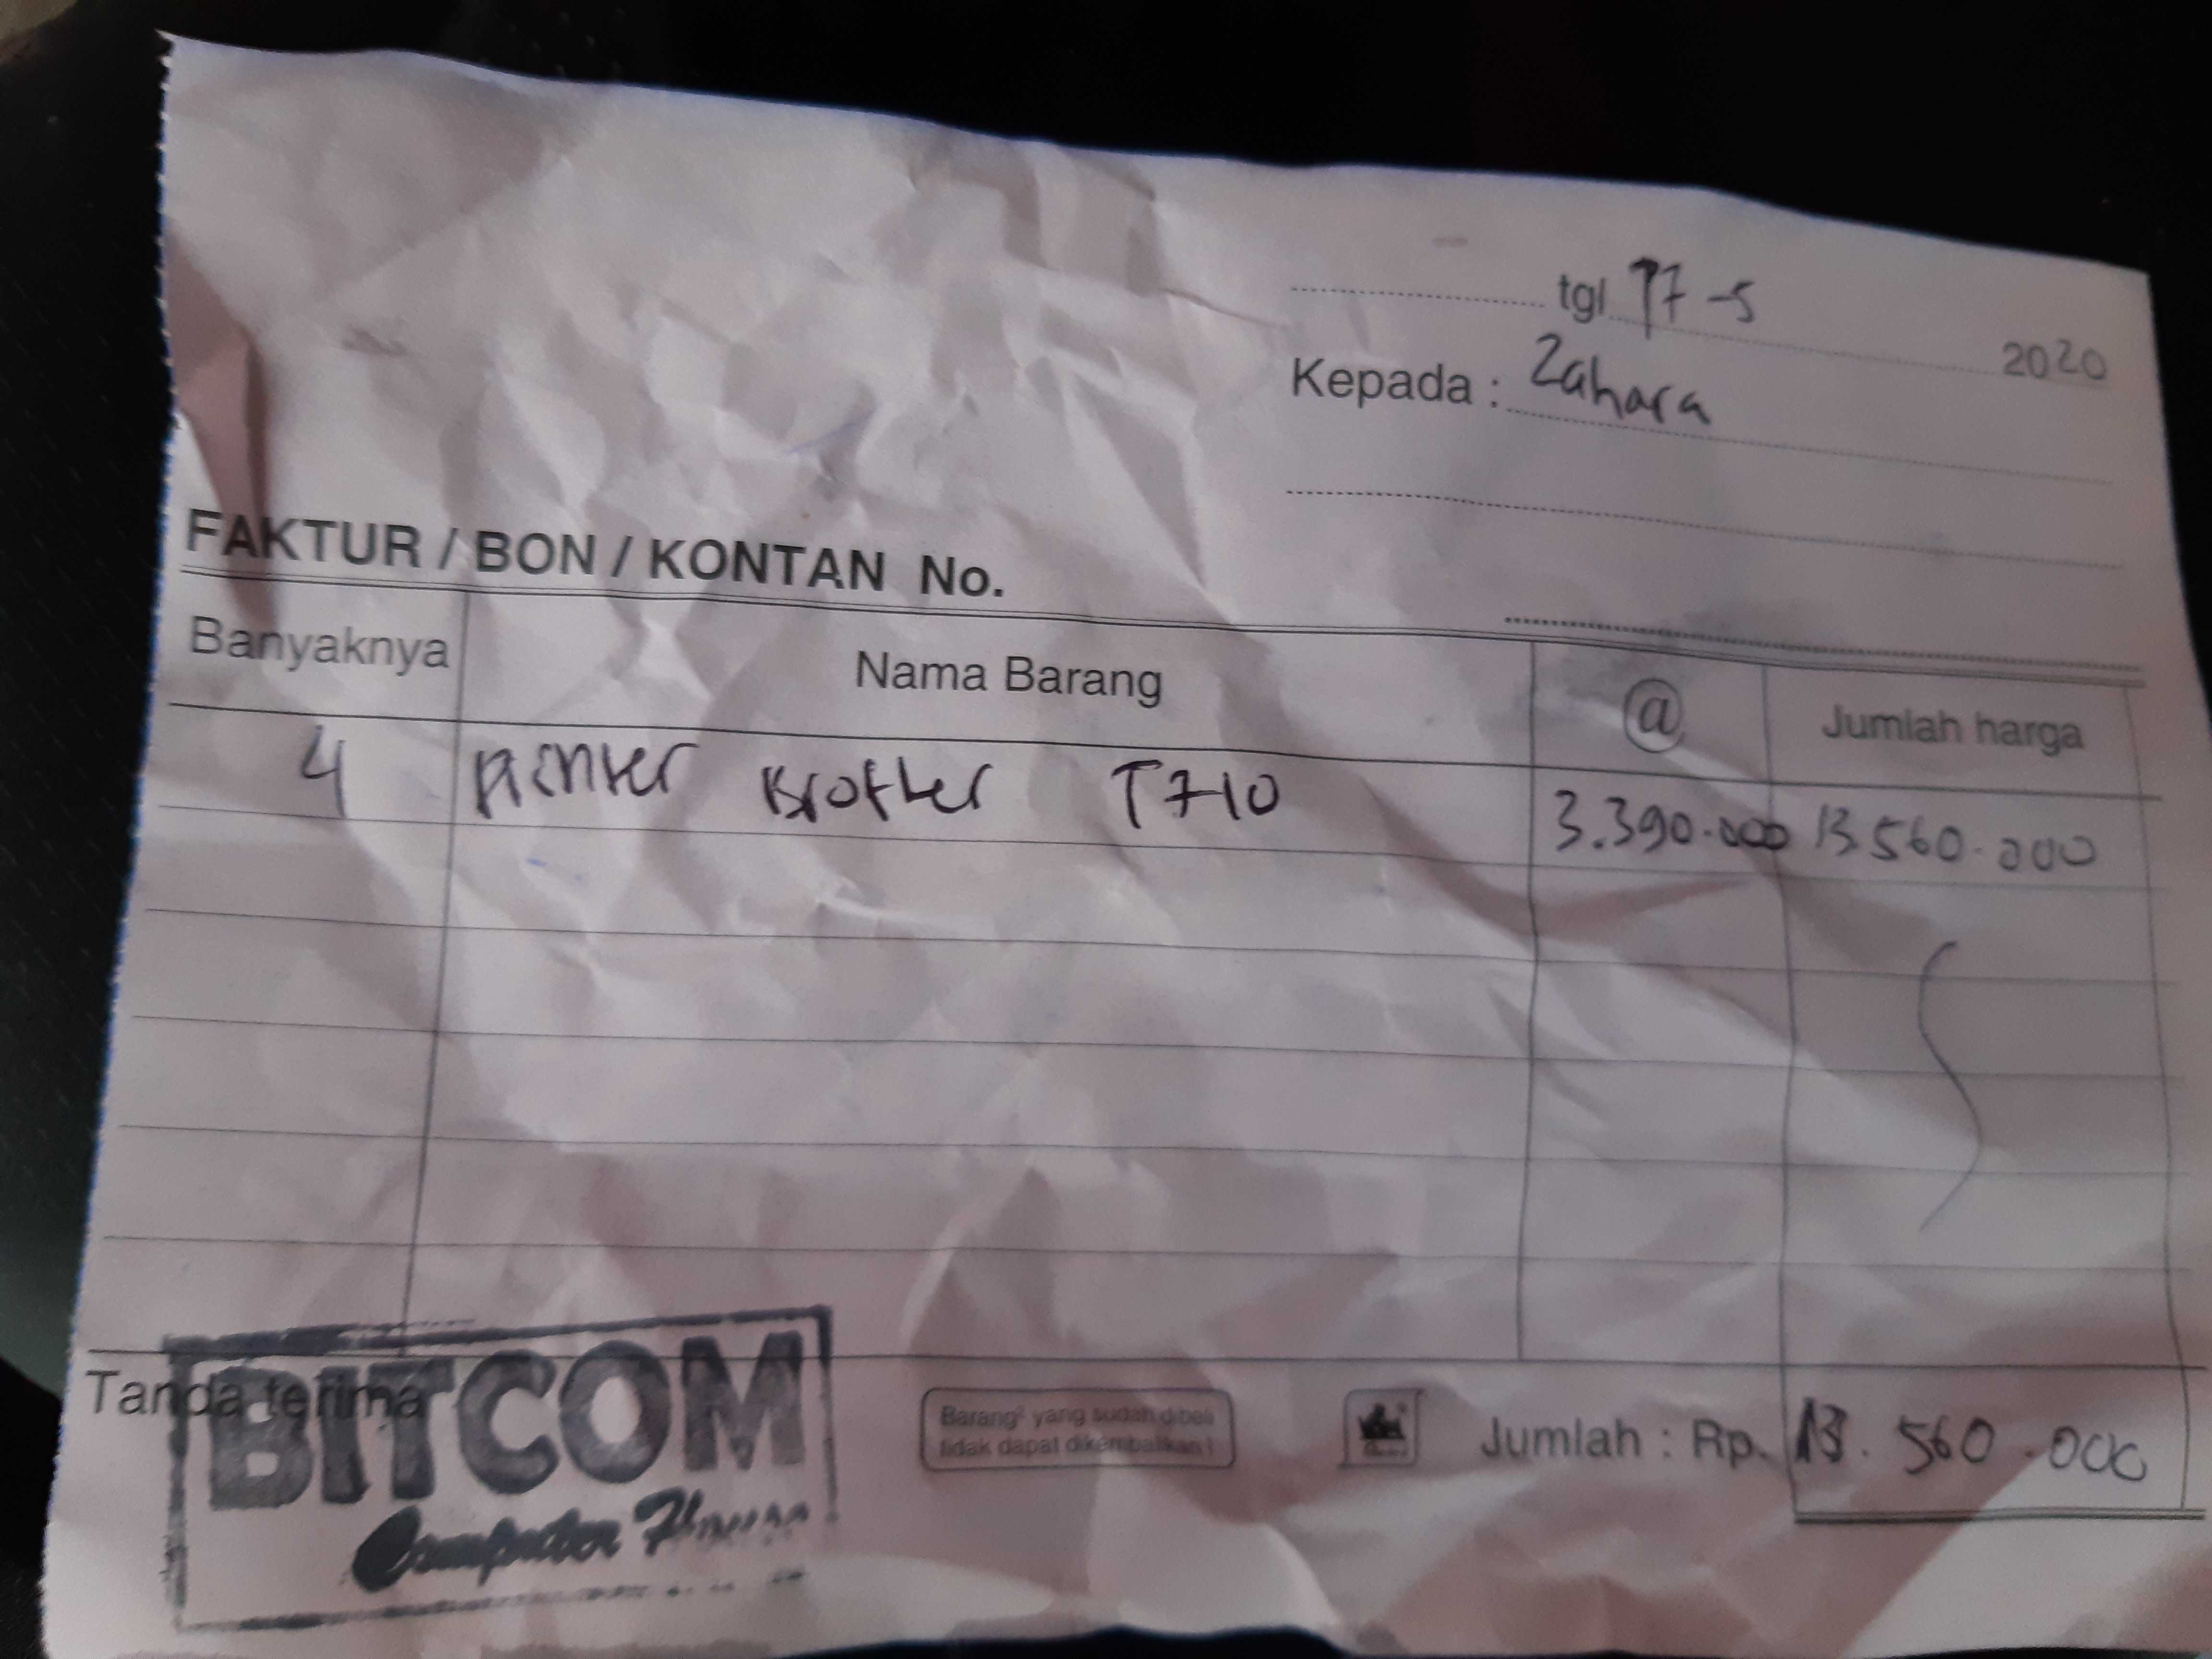 tgl 17-5 2020
Kepada : Zahara
FAKTUR / BON / KONTAN No.
Banyaknya Nama Barang @ Jumlah harga
4 Printer Brother T710 3.390.000 13.560.000
Tanda terima
BITCOM
Computer House
Barang² yang sudah dibeli
tidak dapat dikembalikan !
Jumlah : Rp. 13.560.000